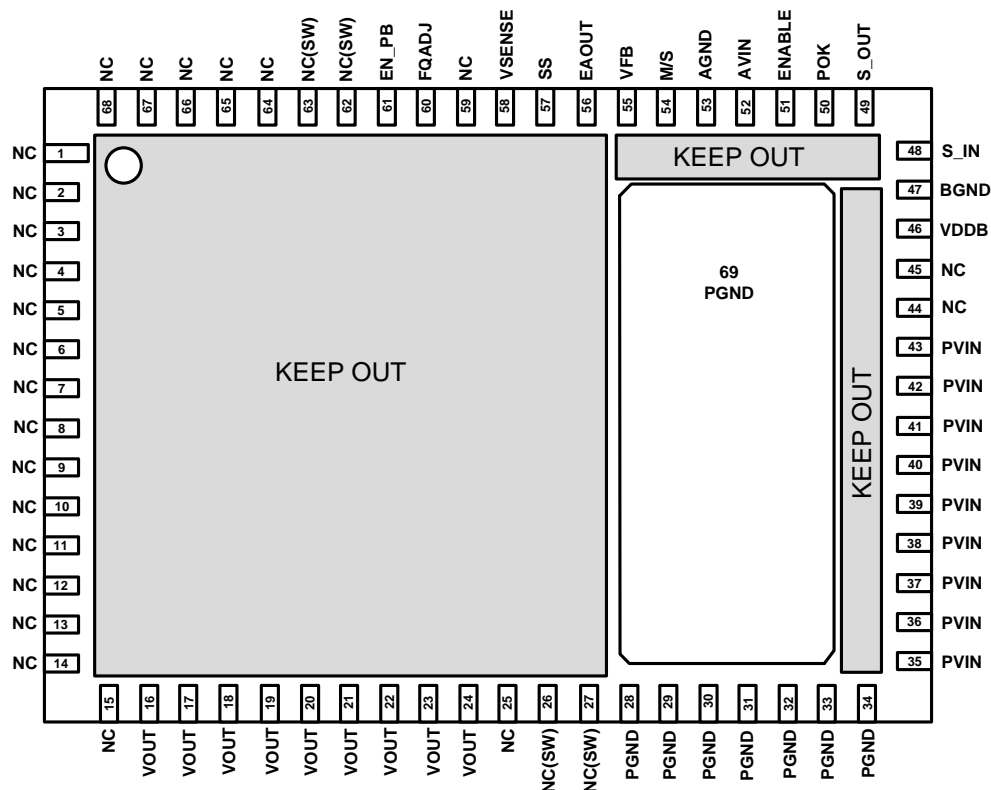 NC NC NC NC NC NC(SW) NC(SW) EN_PB FQADJ NC VSENSE SS EAOUT VFB M/S AGND AVIN ENABLE POK S_OUT
68 67 66 65 64 63 62 61 60 59 58 57 56 55 54 53 52 51 50 49
NC 1
KEEP OUT
48 S_IN
NC 2
47 BGND
NC 3
46 VDDB
NC 4
69
PGND
45 NC
NC 5
44 NC
NC 6
43 PVIN
KEEP OUT
NC 7
42 PVIN
NC 8
41 PVIN
KEEP OUT
NC 9
40 PVIN
NC 10
39 PVIN
NC 11
38 PVIN
NC 12
37 PVIN
NC 13
36 PVIN
NC 14
35 PVIN
15 16 17 18 19 20 21 22 23 24 25 26 27 28 29 30 31 32 33 34
NC VOUT VOUT VOUT VOUT VOUT VOUT VOUT VOUT VOUT NC NC(SW) NC(SW) PGND PGND PGND PGND PGND PGND PGND